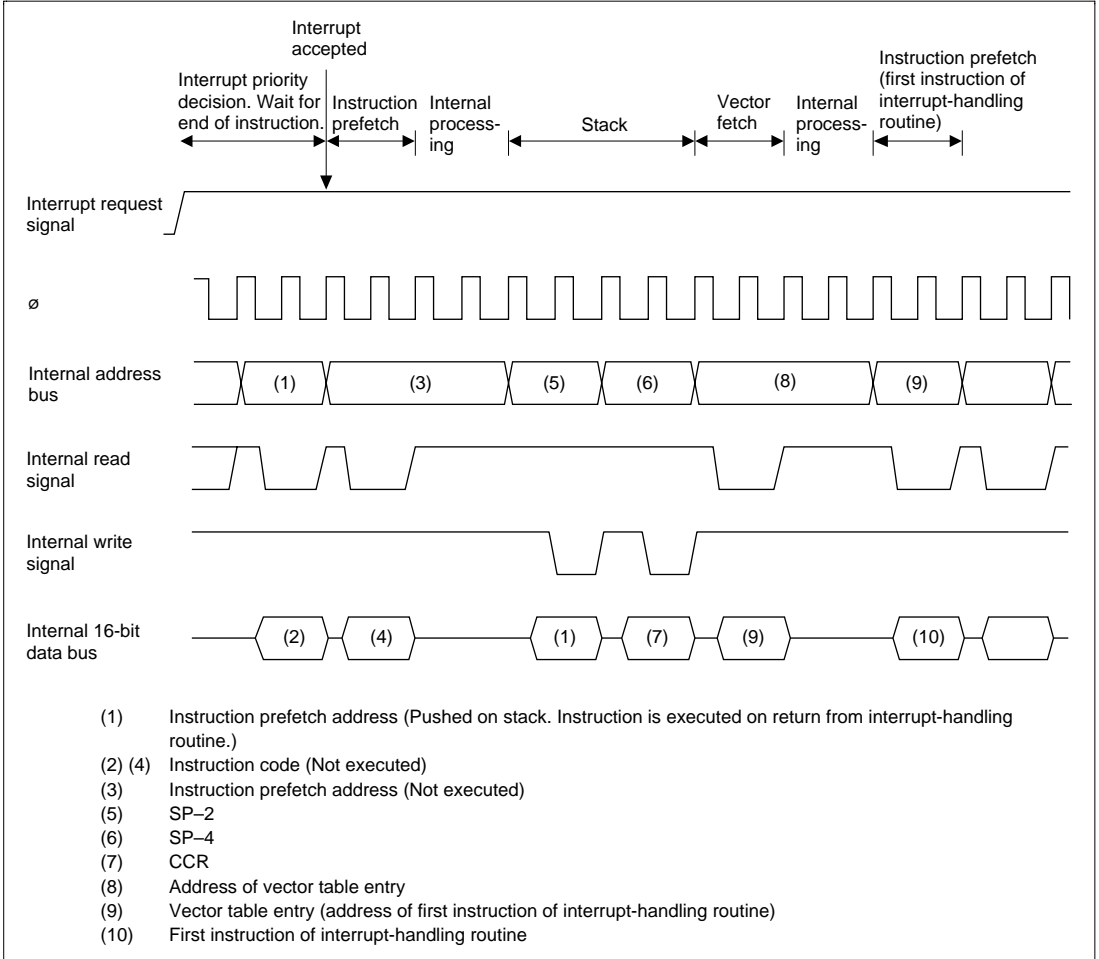 Interrupt
accepted
Interrupt priority
decision. Wait for
end of instruction.
Instruction
prefetch
Internal
process-
ing
Stack
Vector
fetch
Internal
process-
ing
Instruction prefetch
(first instruction of
interrupt-handling
routine)
Interrupt request
signal
ø
Internal address
bus
(1)
(3)
(5)
(6)
(8)
(9)
Internal read
signal
Internal write
signal
Internal 16-bit
data bus
(2)
(4)
(1)
(7)
(9)
(10)
(1) Instruction prefetch address (Pushed on stack. Instruction is executed on return from interrupt-handling
routine.)
(2) (4) Instruction code (Not executed)
(3) Instruction prefetch address (Not executed)
(5) SP–2
(6) SP–4
(7) CCR
(8) Address of vector table entry
(9) Vector table entry (address of first instruction of interrupt-handling routine)
(10) First instruction of interrupt-handling routine